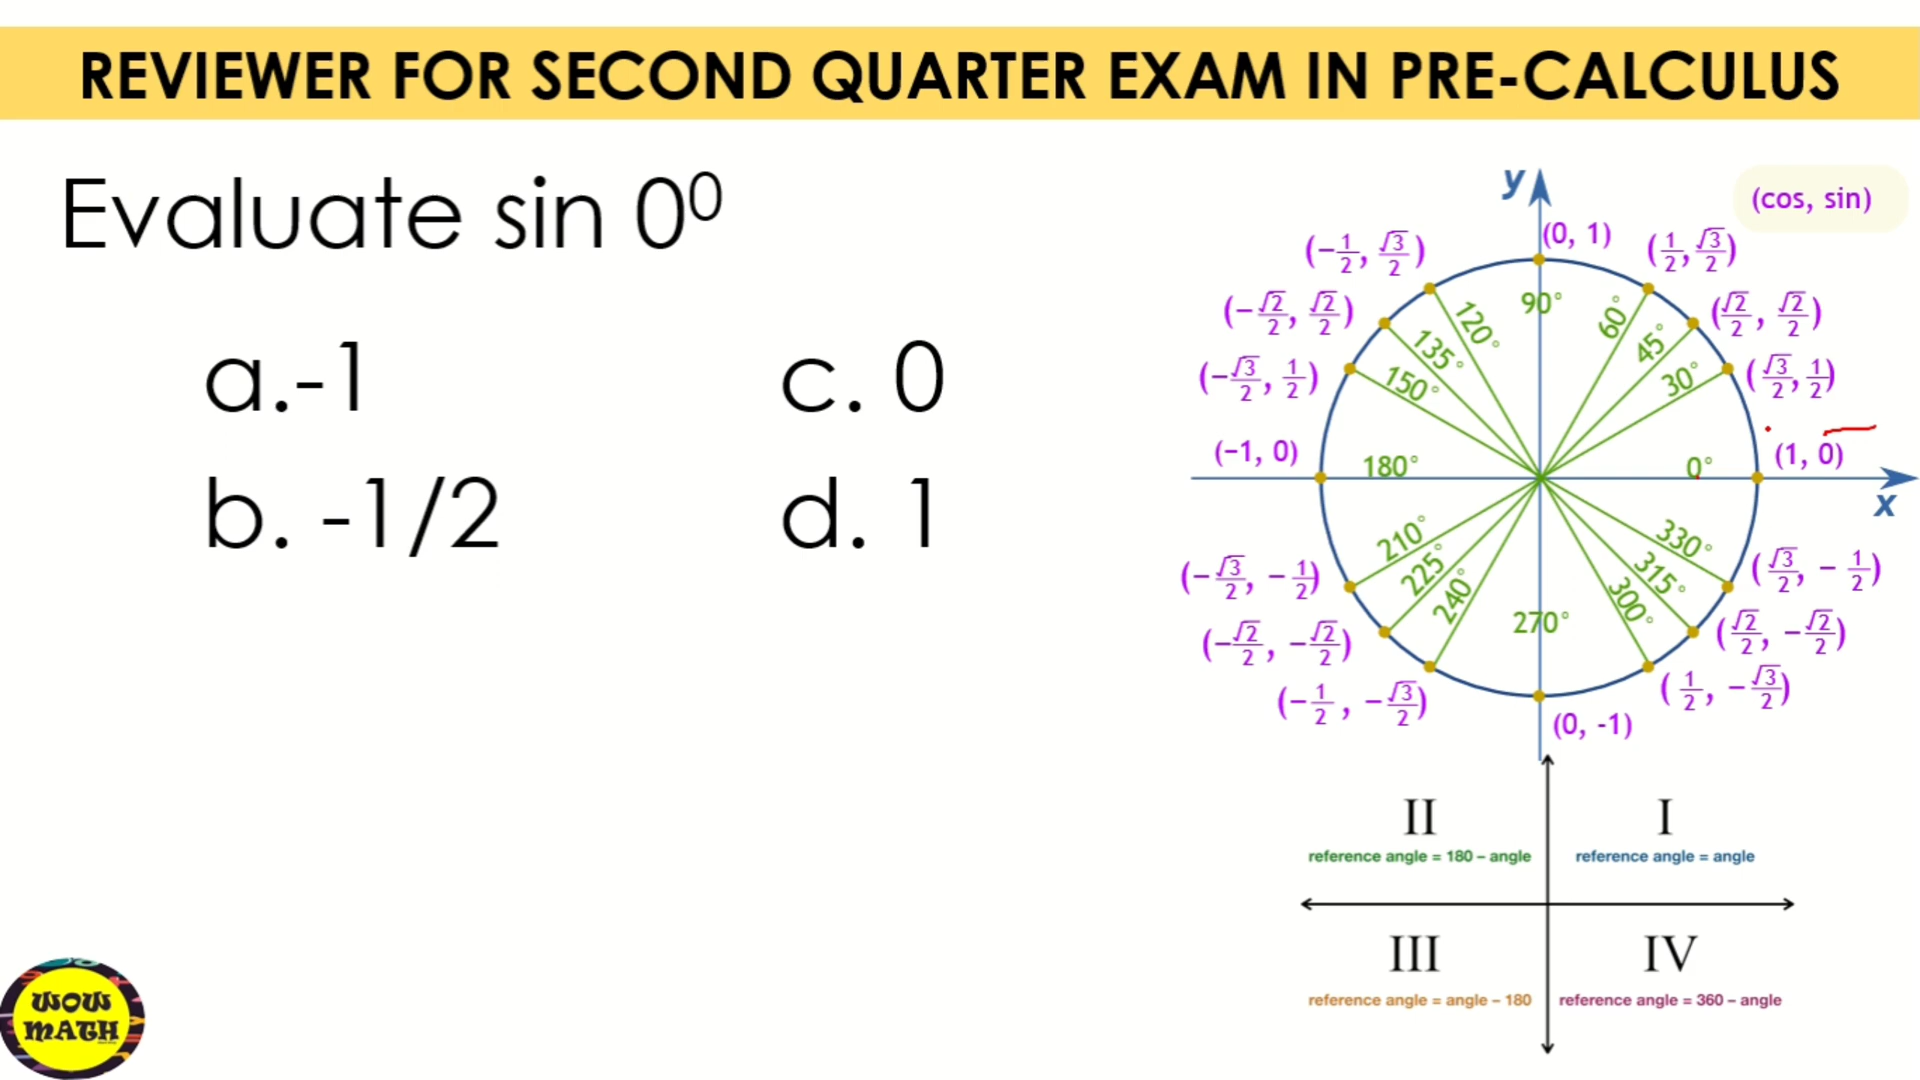 REVIEWER FOR SECOND QUARTER EXAM IN PRE-CALCULUS
Evaluate sin 0⁰
a.-1
c. 0
b. -1/2
d. 1
y
(cos, sin)
(0, 1)
(-1/2, √3/2)
(1/2, √3/2)
(-√2/2, √2/2)
(√2/2, √2/2)
(-√3/2, 1/2)
(√3/2, 1/2)
90°
120°
60°
135°
45°
150°
30°
(-1, 0)
180°
0°
(1, 0)
x
210°
330°
225°
315°
240°
300°
270°
(-√3/2, -1/2)
(√3/2, -1/2)
(-√2/2, -√2/2)
(√2/2, -√2/2)
(-1/2, -√3/2)
(1/2, -√3/2)
(0, -1)
II
I
reference angle = 180 – angle
reference angle = angle
III
IV
reference angle = angle – 180
reference angle = 360 – angle
WOW
MATH